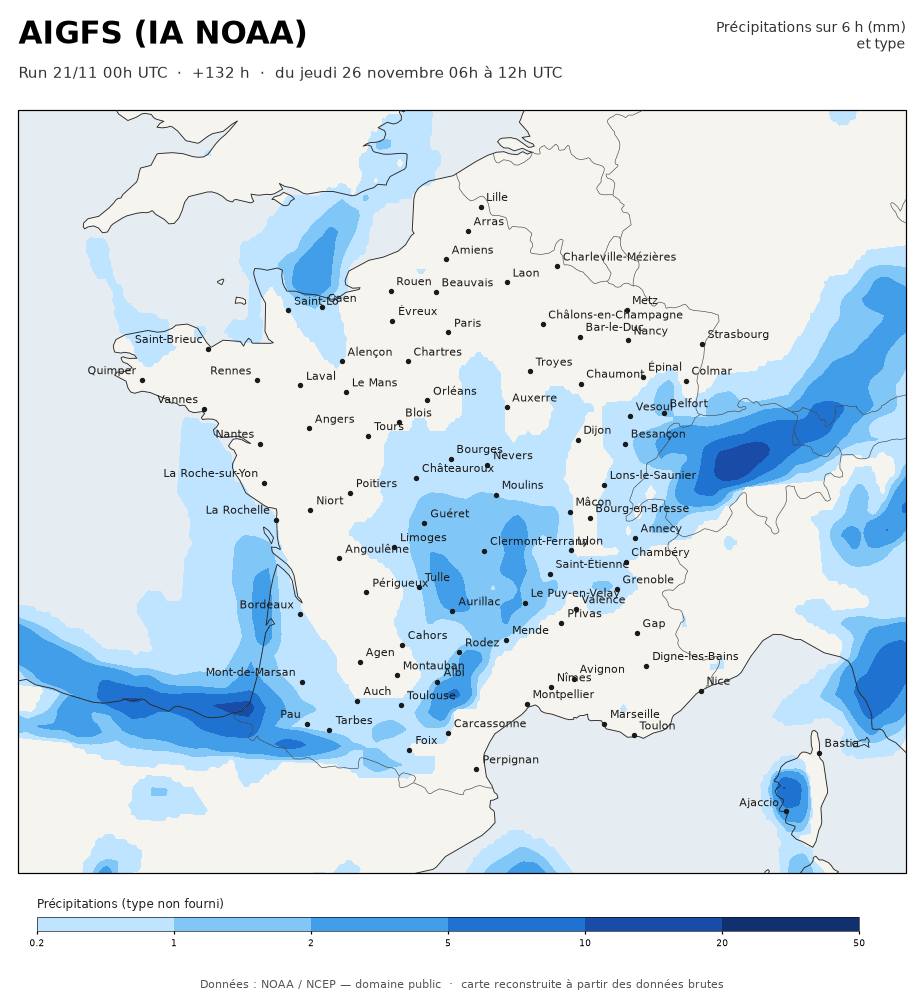 AIGFS (IA NOAA)
Précipitations sur 6 h (mm)
et type
Run 21/11 00h UTC · +132 h · du jeudi 26 novembre 06h à 12h UTC
Lille
Arras
Amiens
Charleville-Mézières
Laon
Rouen
Beauvais
Saint-Lô
Caen
Metz
Châlons-en-Champagne
Évreux
Paris
Bar-le-Duc
Nancy
Strasbourg
Saint-Brieuc
Alençon
Chartres
Troyes
Épinal
Quimper
Rennes
Laval
Le Mans
Chaumont
Colmar
Vannes
Orléans
Auxerre
Vesoul
Belfort
Angers
Blois
Tours
Nantes
Dijon
Besançon
Bourges
Nevers
La Roche-sur-Yon
Châteauroux
Lons-le-Saunier
Poitiers
Moulins
Niort
Mâcon
La Rochelle
Guéret
Bourg-en-Bresse
Annecy
Limoges
Clermont-Ferrand
Lyon
Angoulême
Chambéry
Saint-Étienne
Périgueux
Tulle
Grenoble
Le Puy-en-Velay
Valence
Bordeaux
Aurillac
Privas
Gap
Cahors
Rodez
Mende
Agen
Digne-les-Bains
Mont-de-Marsan
Montauban
Albi
Avignon
Nîmes
Nice
Auch
Toulouse
Montpellier
Pau
Tarbes
Carcassonne
Marseille
Toulon
Foix
Bastia
Perpignan
Ajaccio
Précipitations (type non fourni)
0.2 1 2 5 10 20 50
Données : NOAA / NCEP — domaine public · carte reconstruite à partir des données brutes